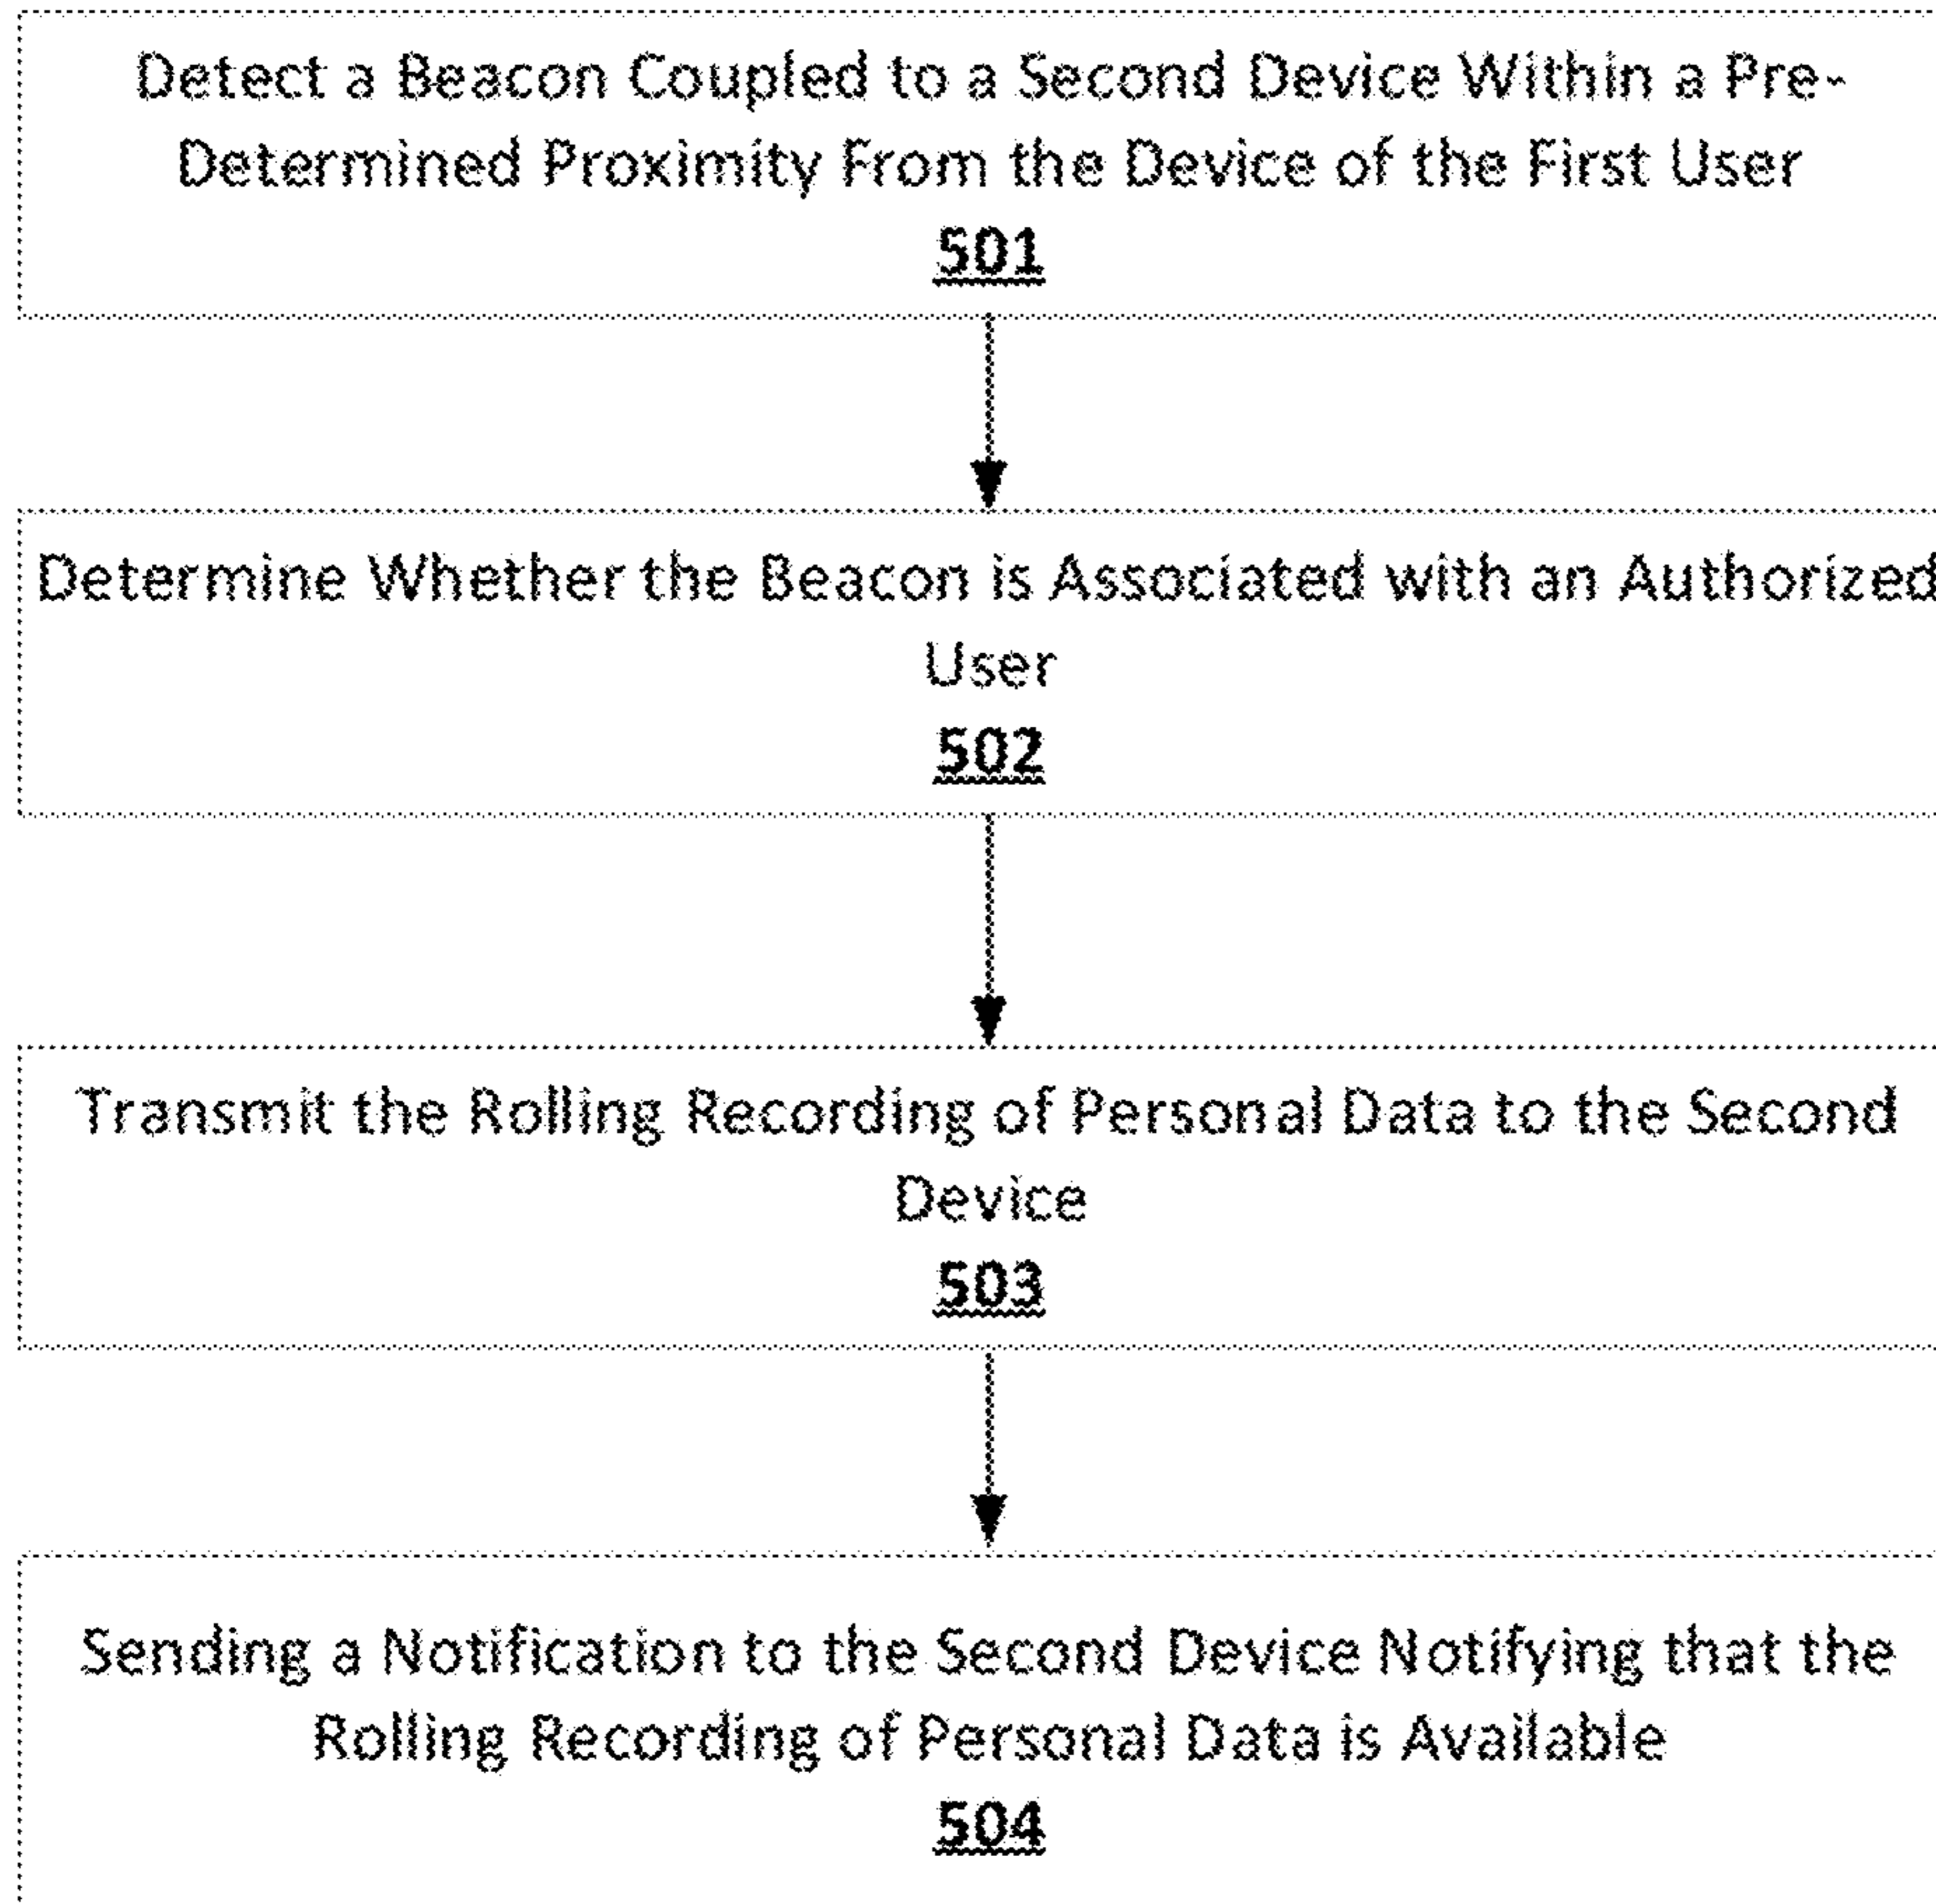 Detect a Beacon Coupled to a Second Device Within a Pre-
Determined Proximity From the Device of the First User
501
Determine Whether the Beacon is Associated with an Authorized
User
502
Transmit the Rolling Recording of Personal Data to the Second
Device
503
Sending a Notification to the Second Device Notifying that the
Rolling Recording of Personal Data is Available
504